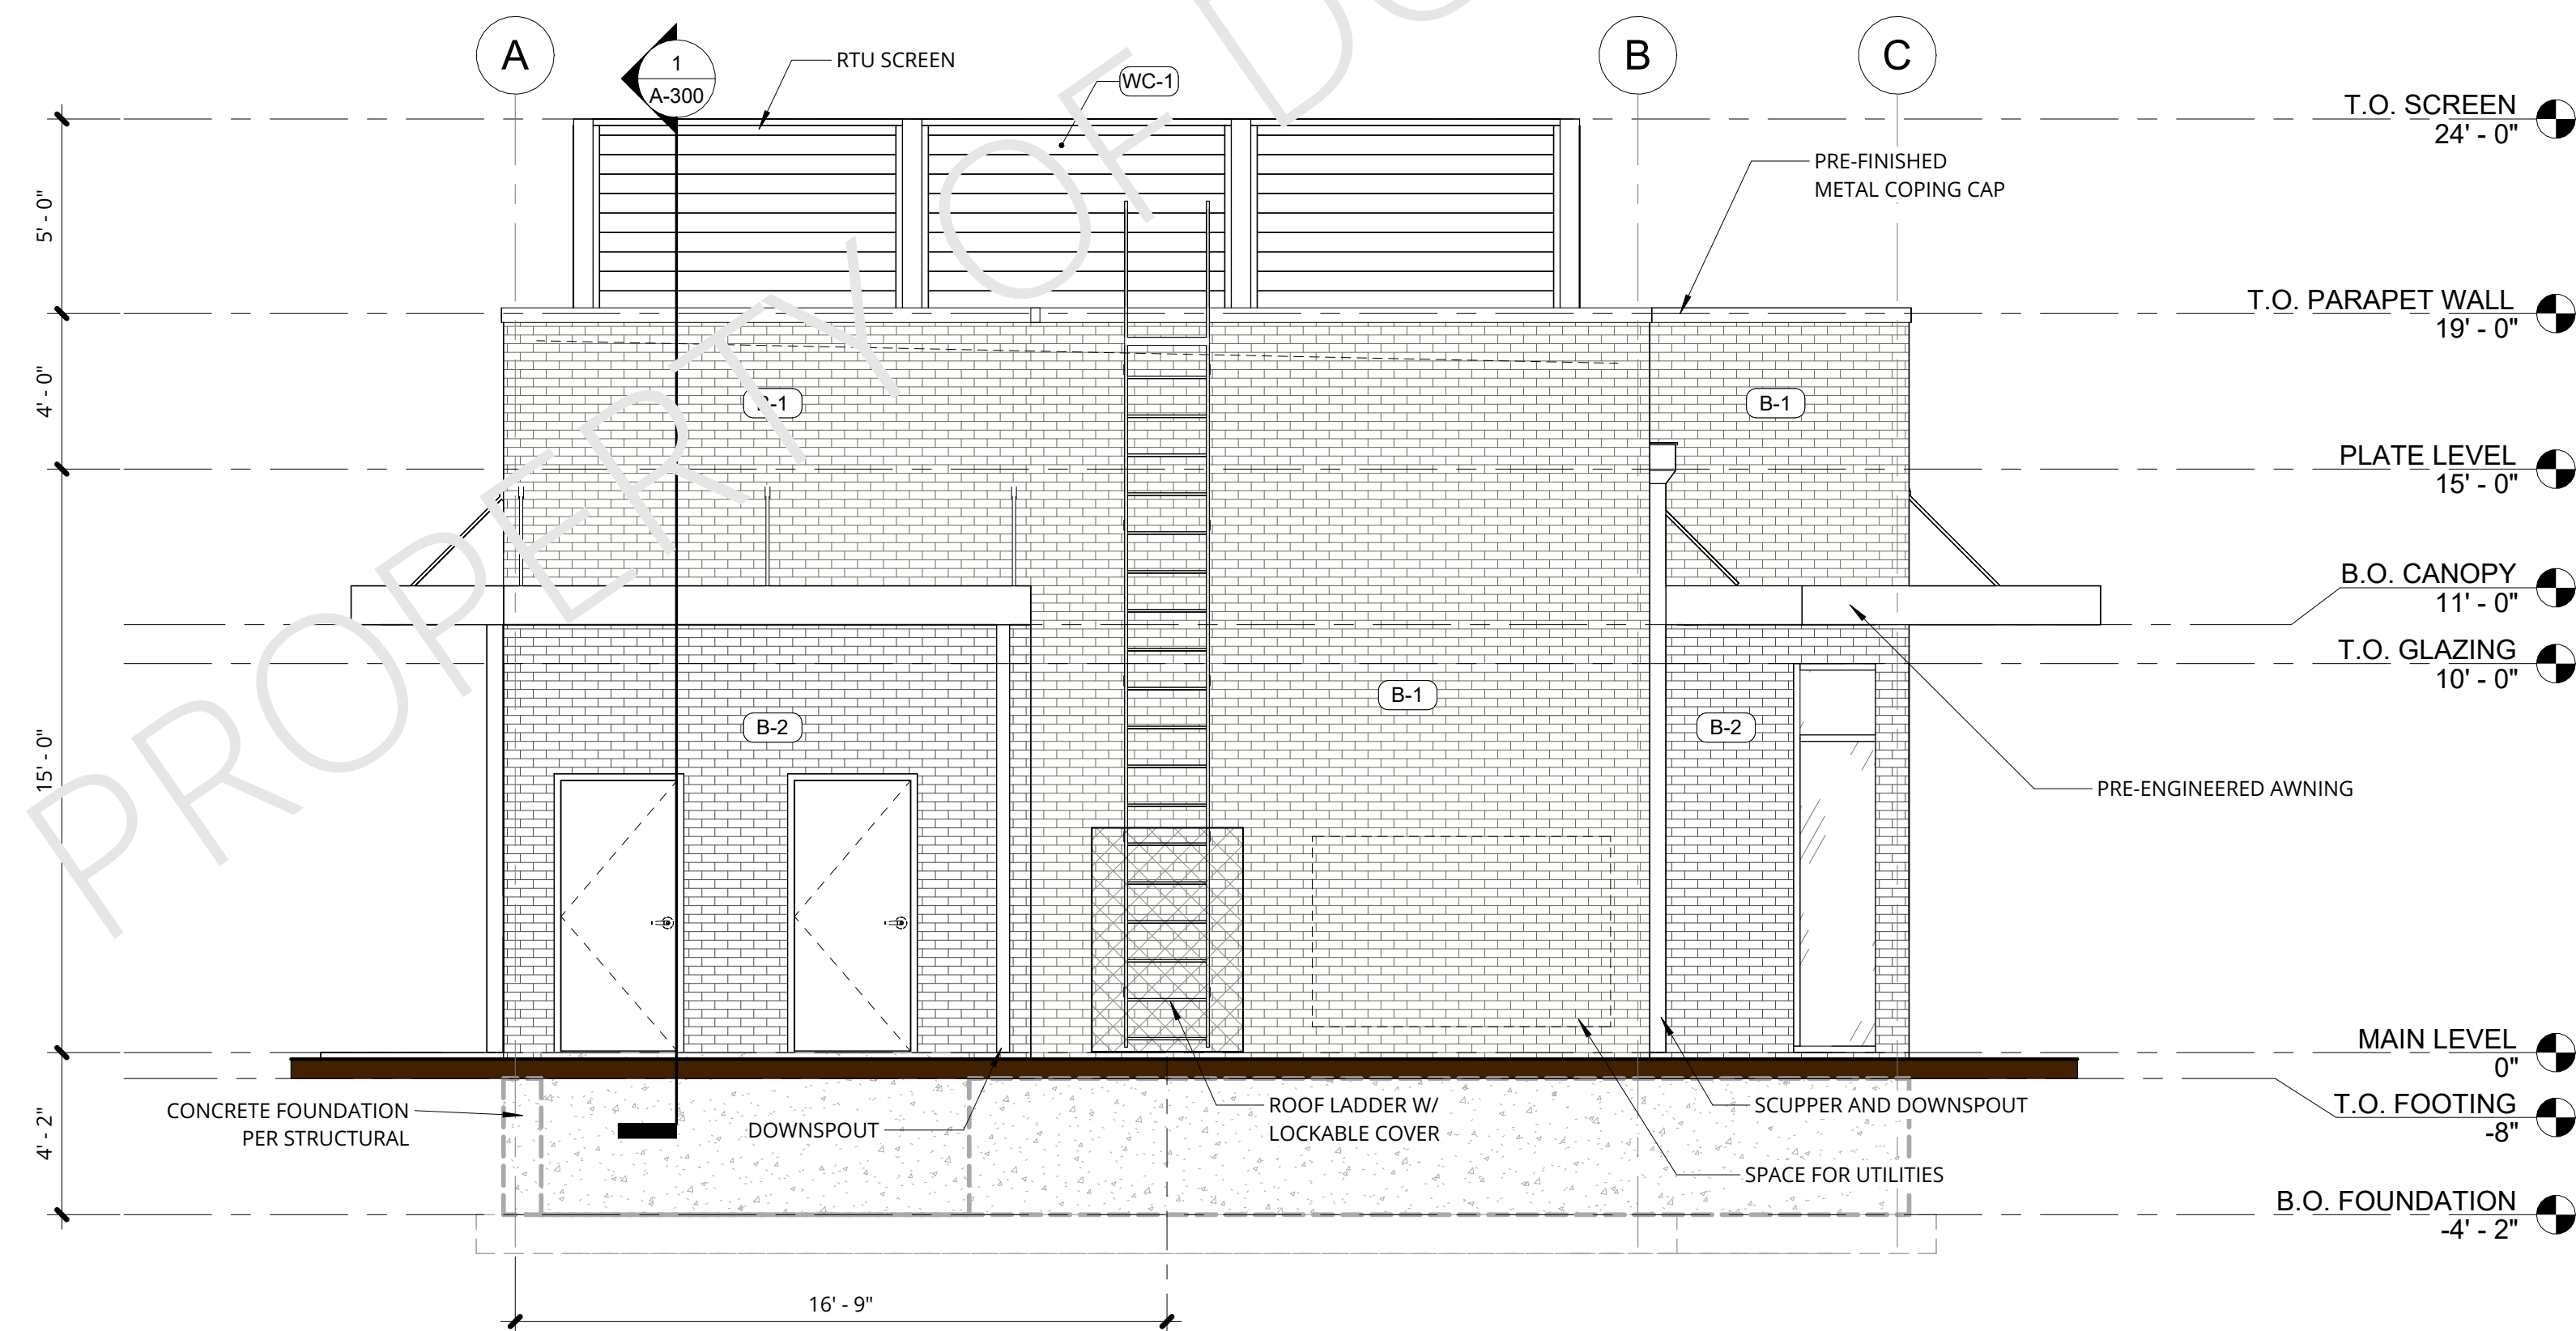 A
1
A-300
RTU SCREEN
WC-1
B
C
T.O. SCREEN
24' - 0"
PRE-FINISHED
METAL COPING CAP
5' - 0"
T.O. PARAPET WALL
19' - 0"
4' - 0"
B-1
PLATE LEVEL
15' - 0"
B.O. CANOPY
11' - 0"
T.O. GLAZING
10' - 0"
B-1
B-2
B-2
15' - 0"
PRE-ENGINEERED AWNING
MAIN LEVEL
0"
CONCRETE FOUNDATION
PER STRUCTURAL
DOWNSPOUT
ROOF LADDER W/
LOCKABLE COVER
SCUPPER AND DOWNSPOUT
T.O. FOOTING
-8"
4' - 2"
SPACE FOR UTILITIES
B.O. FOUNDATION
-4' - 2"
16' - 9"
PROPERTY OF